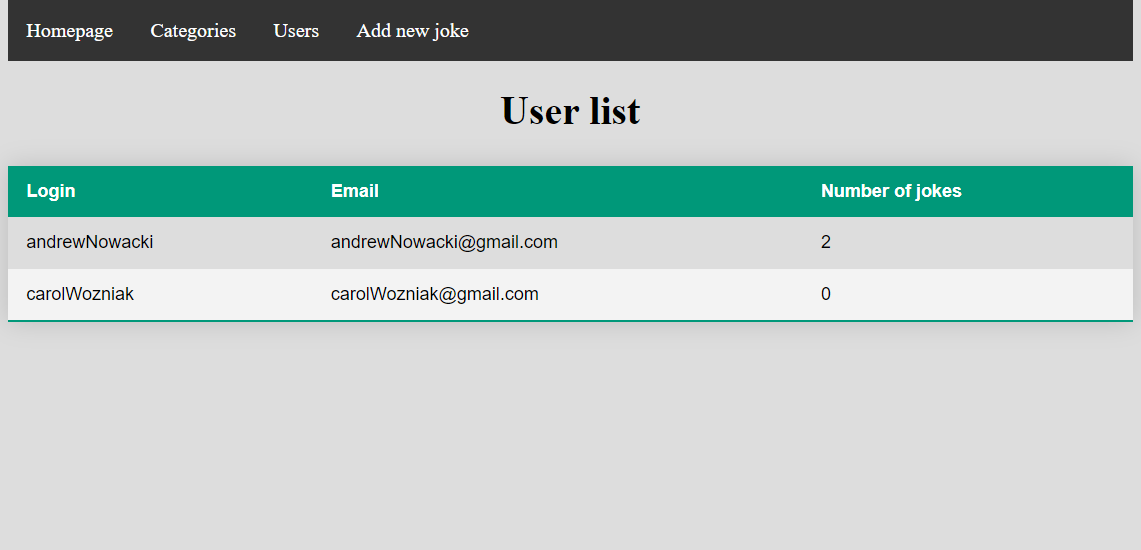 Homepage Categories Users Add new joke
User list
Login Email Number of jokes
andrewNowacki andrewNowacki@gmail.com 2
carolWozniak carolWozniak@gmail.com 0